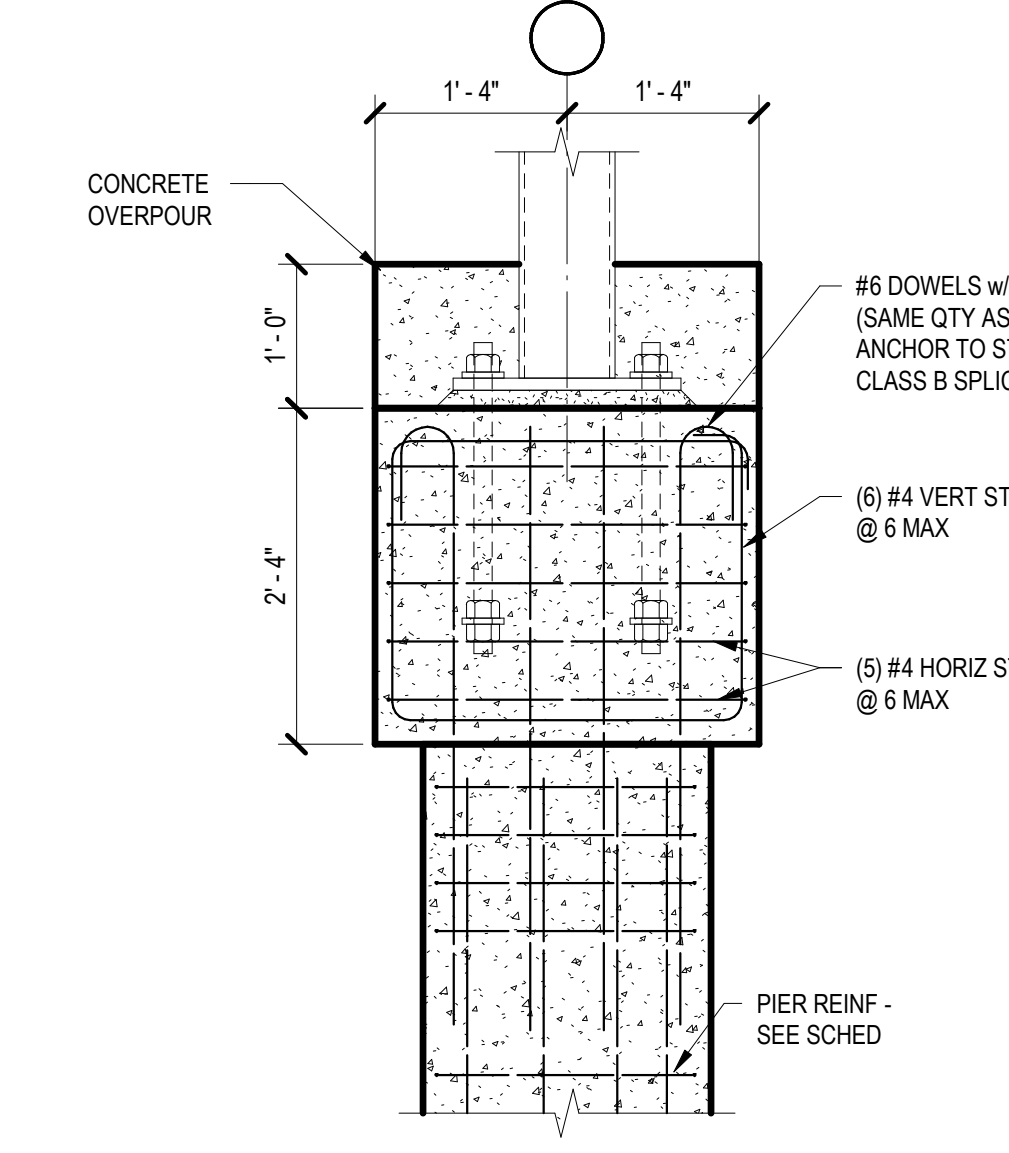 1' - 4" 1' - 4"
CONCRETE
OVERPOUR
1' - 0"
#6 DOWELS w/
(SAME QTY AS
ANCHOR TO
CLASS B
2' - 4"
(6) #4 VERT
@ 6 MAX
(5) #4 HORIZ
@ 6 MAX
PIER REINF -
SEE SCHED